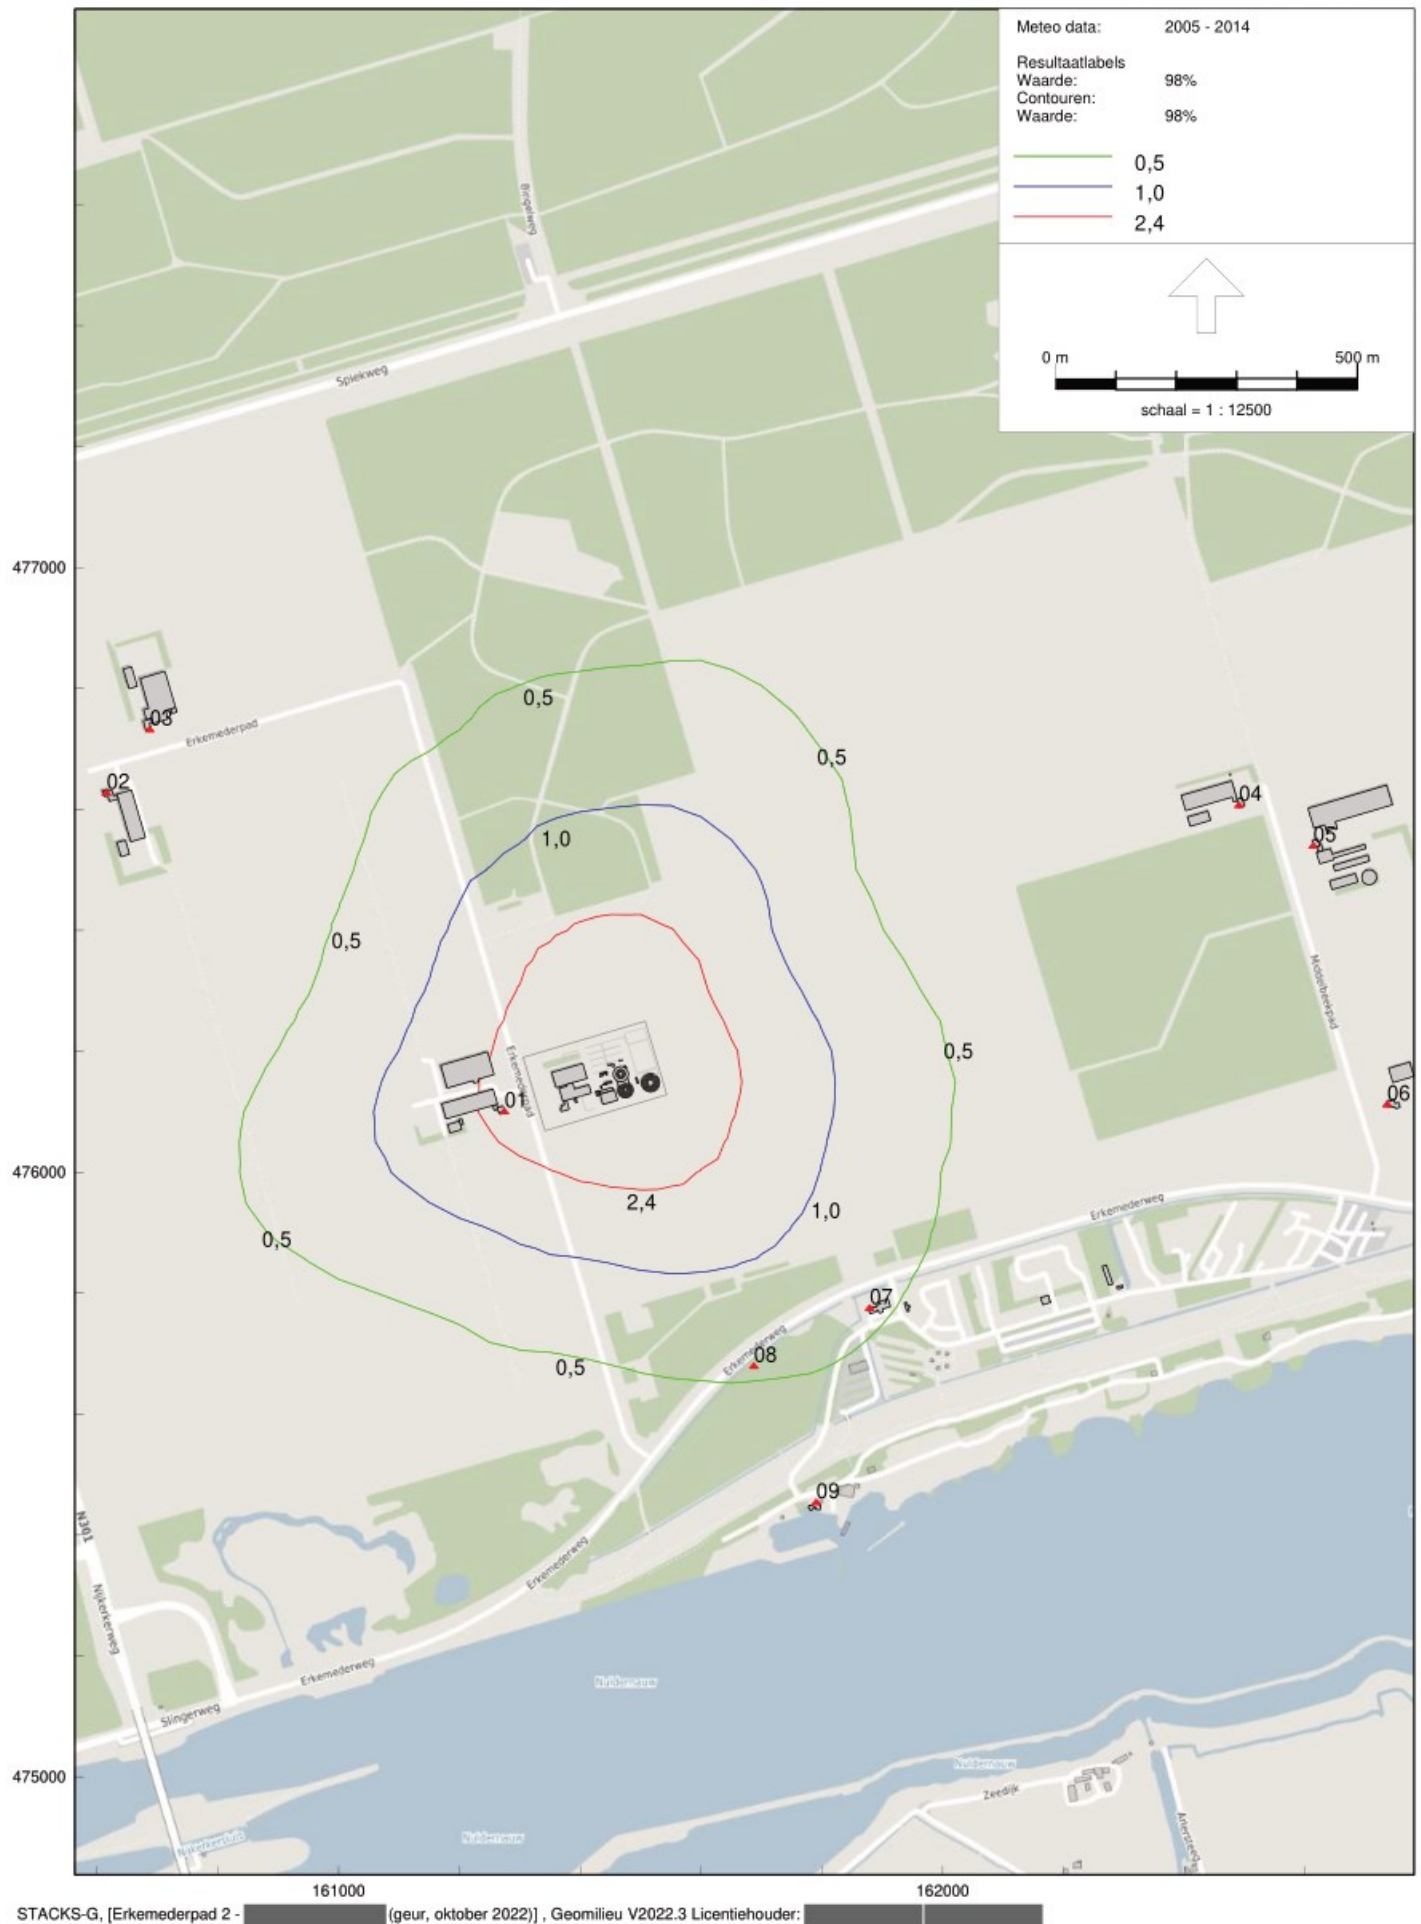 Meteo data: 2005 - 2014
Resultaatlabels
Waarde: 98%
Contouren:
Waarde: 98%
0,5
1,0
2,4
0 m 500 m
schaal = 1 : 12500
Bingelweg
Spiekweg
477000
0,5
03
Erkemederpad
0,5
02
04
1,0
05
0,5
Middelbeekpad
0,5
Erkemederpad
01
06
476000
2,4
1,0
Erkemederweg
0,5
07
Erkemederweg
08
0,5
09
N301
Erkemederweg
Nijkerkerweg
Erkemederweg
Nuldernauw
Slingerweg
475000
Nuldernauw
Zeedijk
Nijkerkersluis
Nuldernauw
161000 162000
STACKS-G, [Erkemederpad 2 - (geur, oktober 2022)] , Geomilieu V2022.3 Licentiehouder: